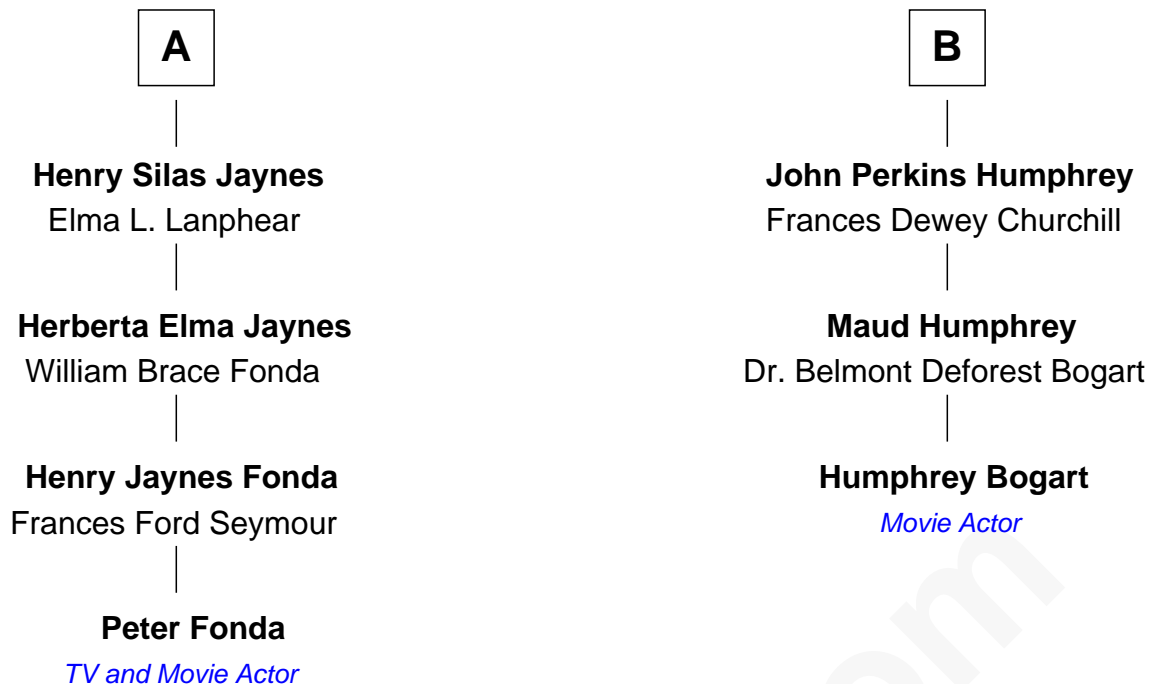 A
Henry Silas Jaynes
Elma L. Lanphear
Herberta Elma Jaynes
William Brace Fonda
Henry Jaynes Fonda
Frances Ford Seymour
Peter Fonda
TV and Movie Actor
B
John Perkins Humphrey
Frances Dewey Churchill
Maud Humphrey
Dr. Belmont Deforest Bogart
Humphrey Bogart
Movie Actor
om